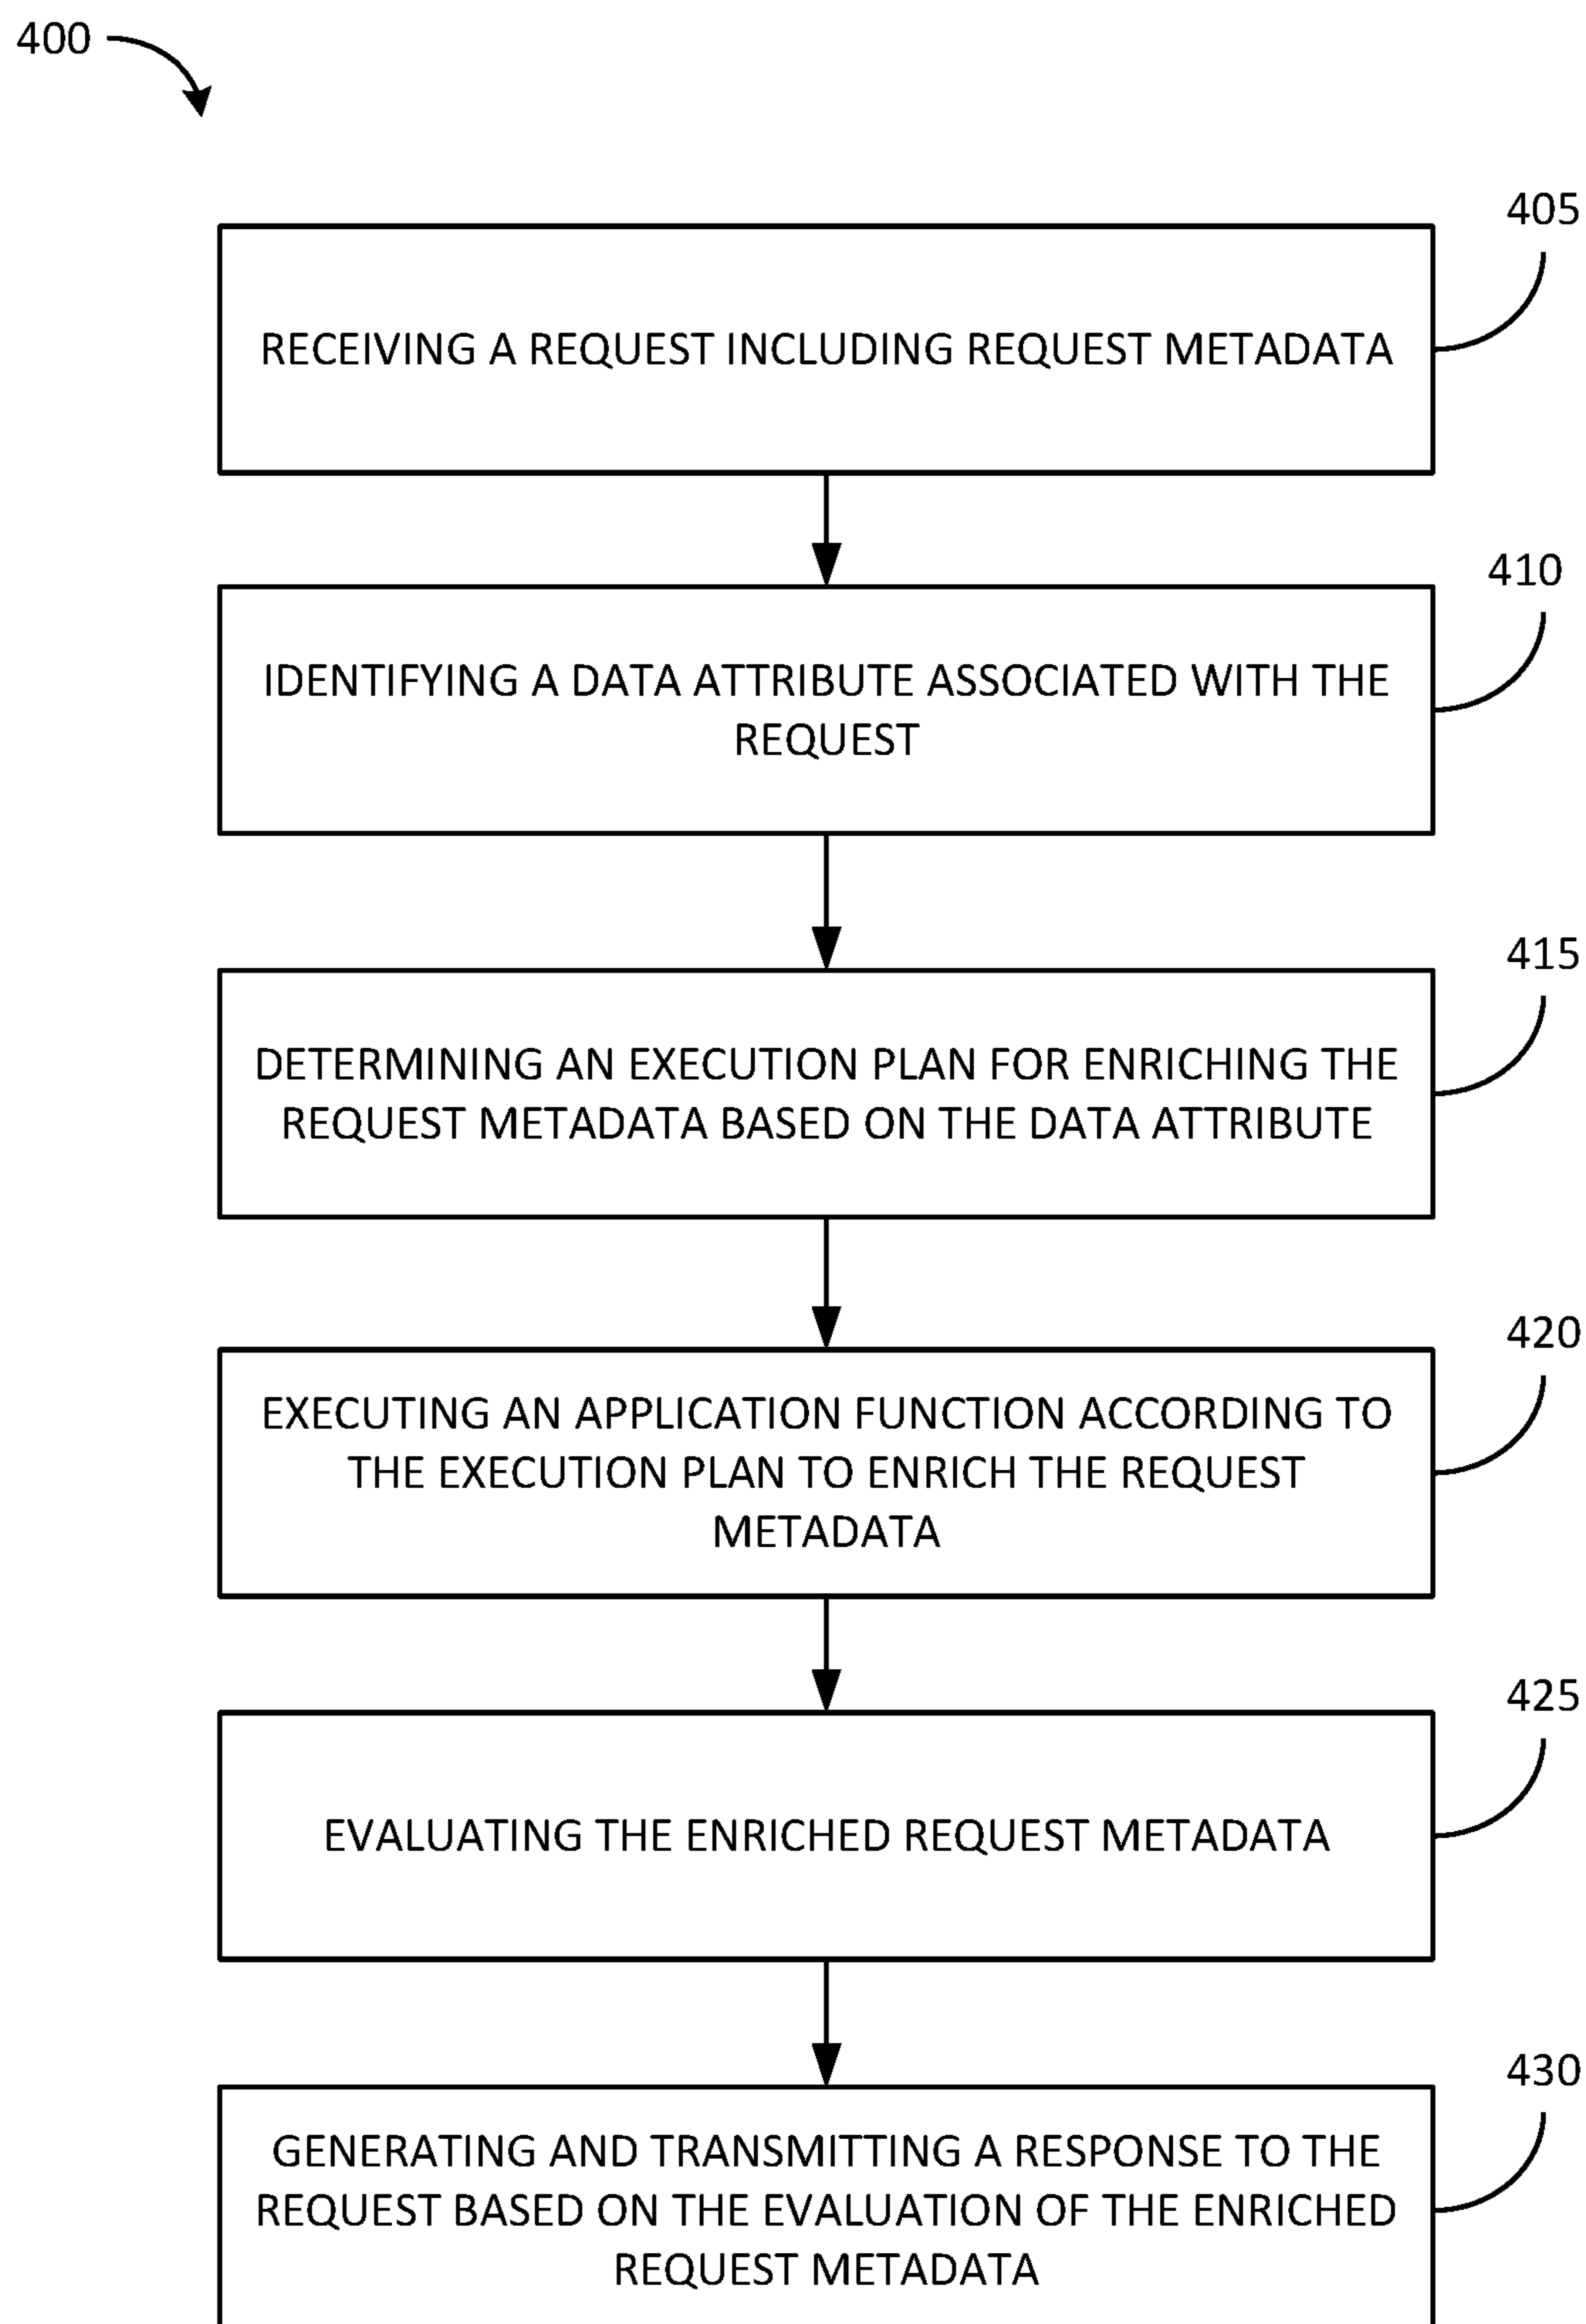 400
405
RECEIVING A REQUEST INCLUDING REQUEST METADATA
410
IDENTIFYING A DATA ATTRIBUTE ASSOCIATED WITH THE
REQUEST
415
DETERMINING AN EXECUTION PLAN FOR ENRICHING THE
REQUEST METADATA BASED ON THE DATA ATTRIBUTE
420
EXECUTING AN APPLICATION FUNCTION ACCORDING TO
THE EXECUTION PLAN TO ENRICH THE REQUEST
METADATA
425
EVALUATING THE ENRICHED REQUEST METADATA
430
GENERATING AND TRANSMITTING A RESPONSE TO THE
REQUEST BASED ON THE EVALUATION OF THE ENRICHED
REQUEST METADATA